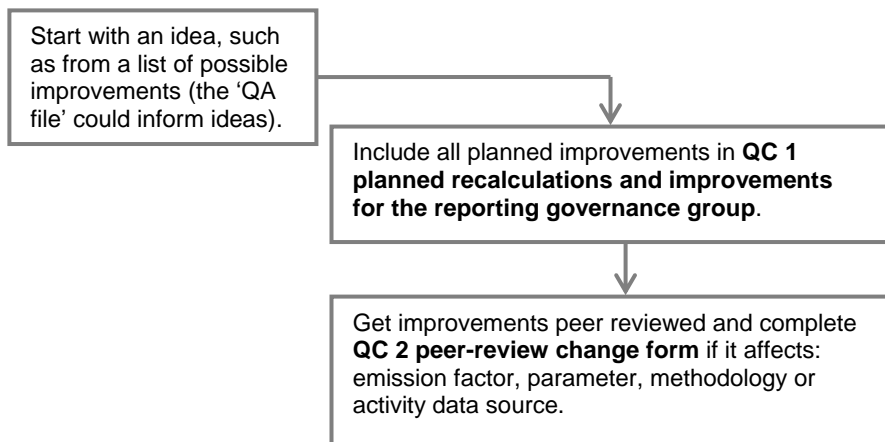 Start with an idea, such
as from a list of possible
improvements (the ‘QA
file’ could inform ideas).
Include all planned improvements in QC 1
planned recalculations and improvements
for the reporting governance group.
Get improvements peer reviewed and complete
QC 2 peer-review change form if it affects:
emission factor, parameter, methodology or
activity data source.